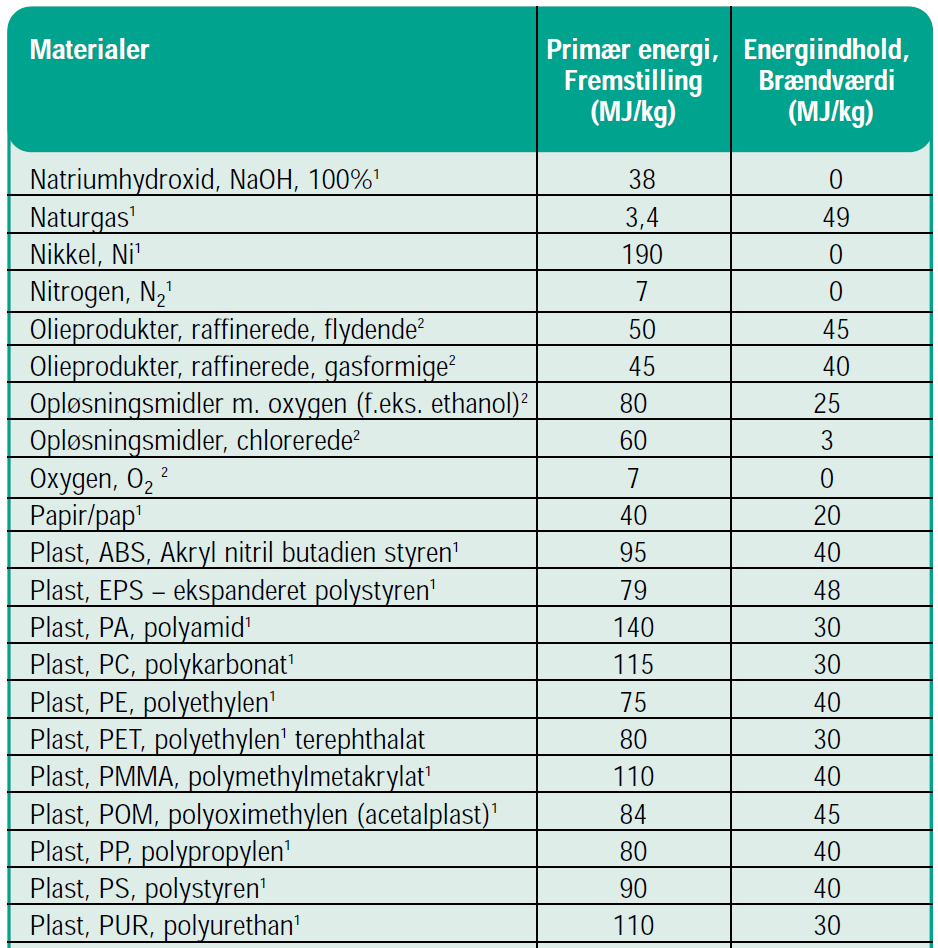 Materialer Primær energi, Fremstilling (MJ/kg) Energiindhold, Brændværdi (MJ/kg)
Natriumhydroxid, NaOH, 100%¹ 38 0
Naturgas¹ 3,4 49
Nikkel, Ni¹ 190 0
Nitrogen, N₂¹ 7 0
Olieprodukter, raffinerede, flydende² 50 45
Olieprodukter, raffinerede, gasformige² 45 40
Opløsningsmidler m. oxygen (f.eks. ethanol)² 80 25
Opløsningsmidler, chlorerede² 60 3
Oxygen, O₂ ² 7 0
Papir/pap¹ 40 20
Plast, ABS, Akryl nitril butadien styren¹ 95 40
Plast, EPS – ekspanderet polystyren¹ 79 48
Plast, PA, polyamid¹ 140 30
Plast, PC, polykarbonat¹ 115 30
Plast, PE, polyethylen¹ 75 40
Plast, PET, polyethylen¹ terephthalat 80 30
Plast, PMMA, polymethylmetakrylat¹ 110 40
Plast, POM, polyoximethylen (acetalplast)¹ 84 45
Plast, PP, polypropylen¹ 80 40
Plast, PS, polystyren¹ 90 40
Plast, PUR, polyurethan¹ 110 30